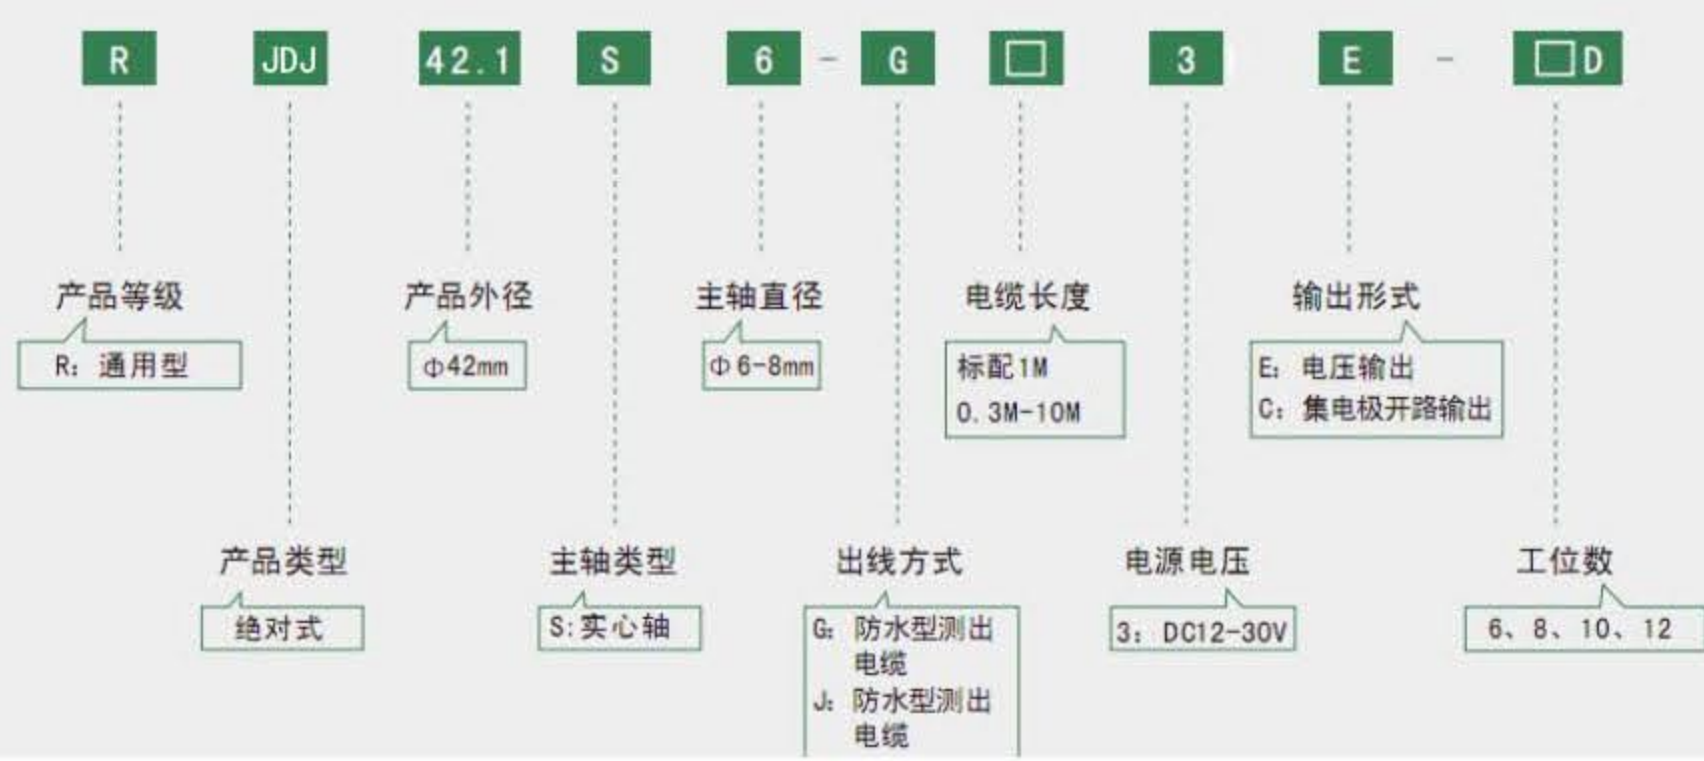 R JDJ 42.1 S 6 - G □ 3 E - □D
产品等级 产品外径 主轴直径 电缆长度 输出形式
R: 通用型
Φ42mm
Φ6-8mm
标配1M
0.3M-10M
E: 电压输出
C: 集电极开路输出
产品类型 主轴类型 出线方式 电源电压 工位数
绝对式
S:实心轴
G: 防水型测出
电缆
J: 防水型测出
电缆
3: DC12-30V
6、8、10、12